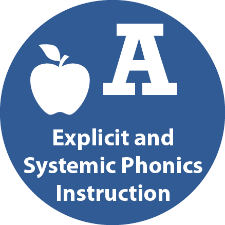 A
Explicit and
Systemic Phonics
Instruction